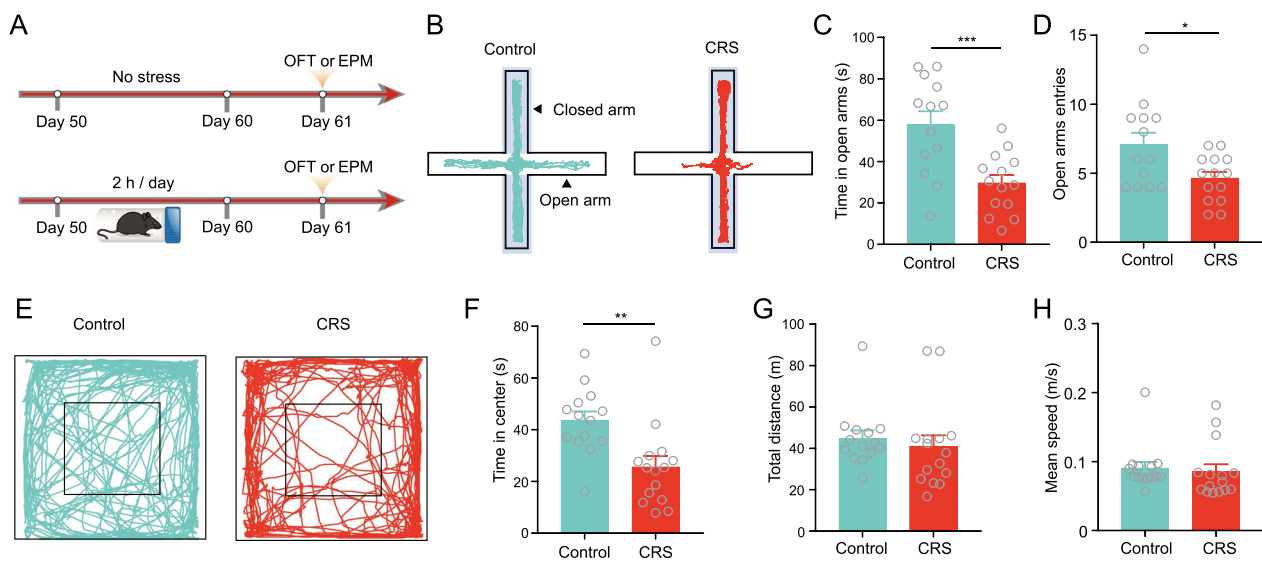 A
No stress
OFT or EPM
Day 50
Day 60
Day 61
2 h / day
OFT or EPM
Day 50
Day 60
Day 61
B
Control
CRS
Closed arm
Open arm
C
Time in open arms (s)
100
80
60
40
20
0
***
Control
CRS
D
Open arms entries
15
10
5
0
*
Control
CRS
E
Control
CRS
F
Time in center (s)
80
60
40
20
0
**
Control
CRS
G
Total distance (m)
100
80
60
40
20
0
Control
CRS
H
Mean speed (m/s)
0.3
0.2
0.1
0
Control
CRS